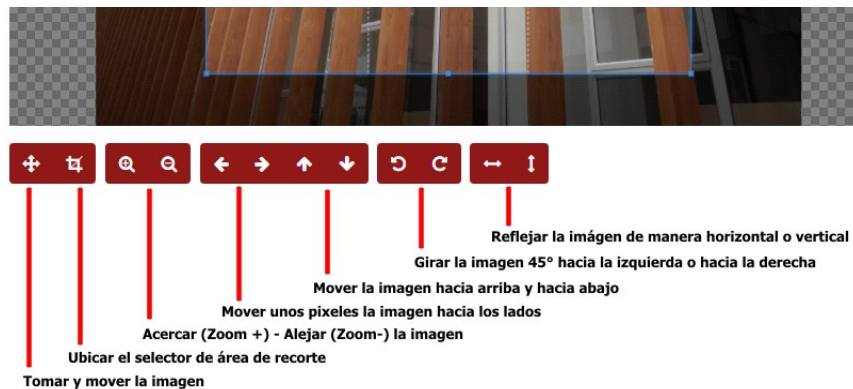 Reflejar la imágen de manera horizontal o vertical
Girar la imagen 45° hacia la izquierda o hacia la derecha
Mover la imagen hacia arriba y hacia abajo
Mover unos pixeles la imagen hacia los lados
Acercar (Zoom +) - Alejar (Zoom-) la imagen
Ubicar el selector de área de recorte
Tomar y mover la imagen